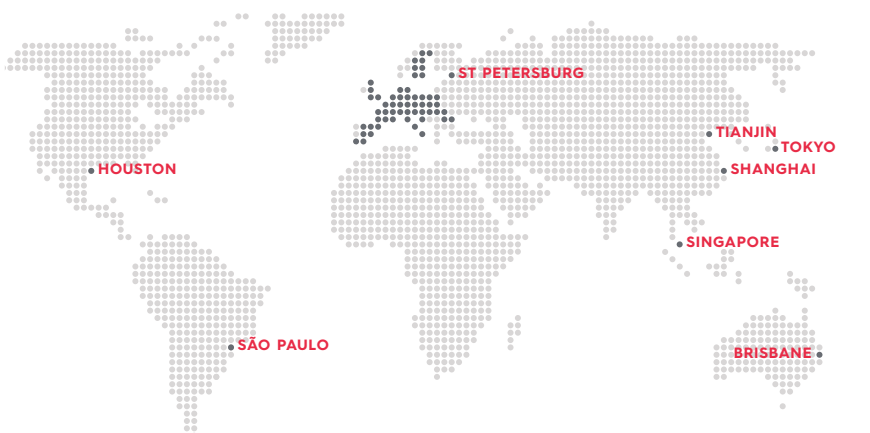 ST PETERSBURG
TIANJIN
TOKYO
HOUSTON
SHANGHAI
SINGAPORE
SÃO PAULO
BRISBANE